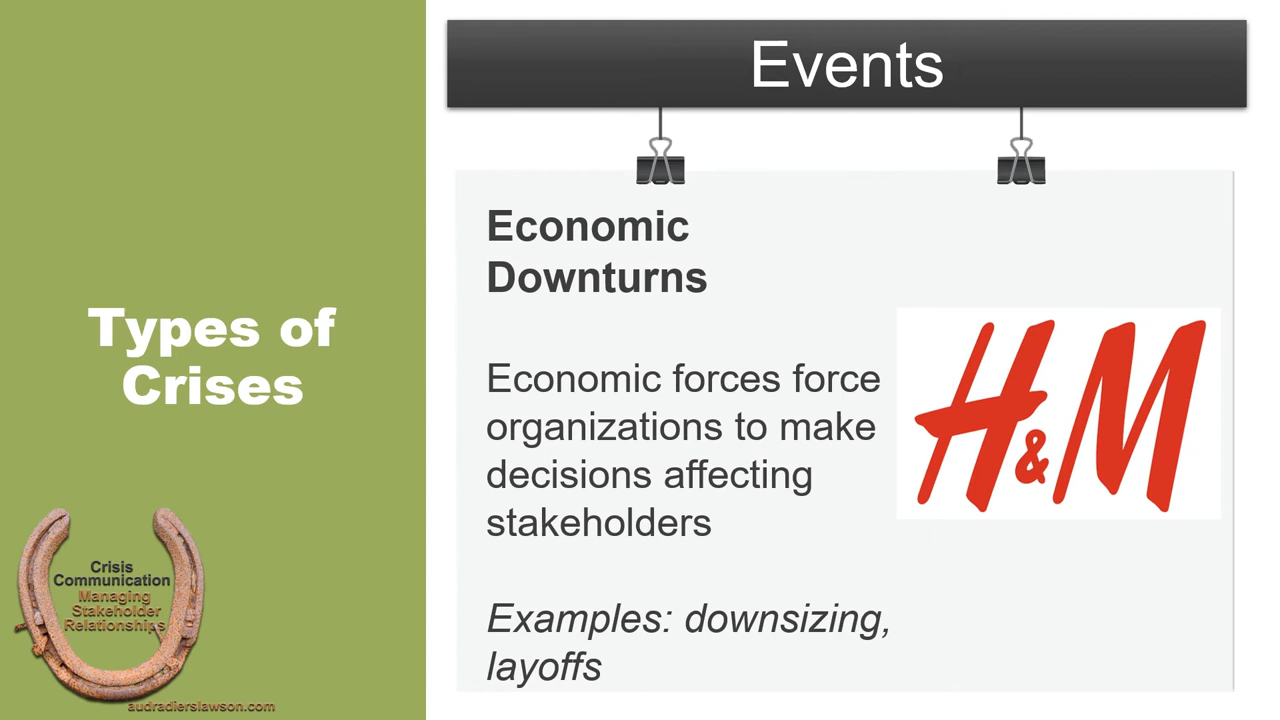 Events
Economic
Downturns
Economic forces force
organizations to make
decisions affecting
stakeholders
Examples: downsizing,
layoffs
H&M
Types of
Crises
Crisis
Communication
Managing
Stakeholder
Relationships
audradierslawson.com